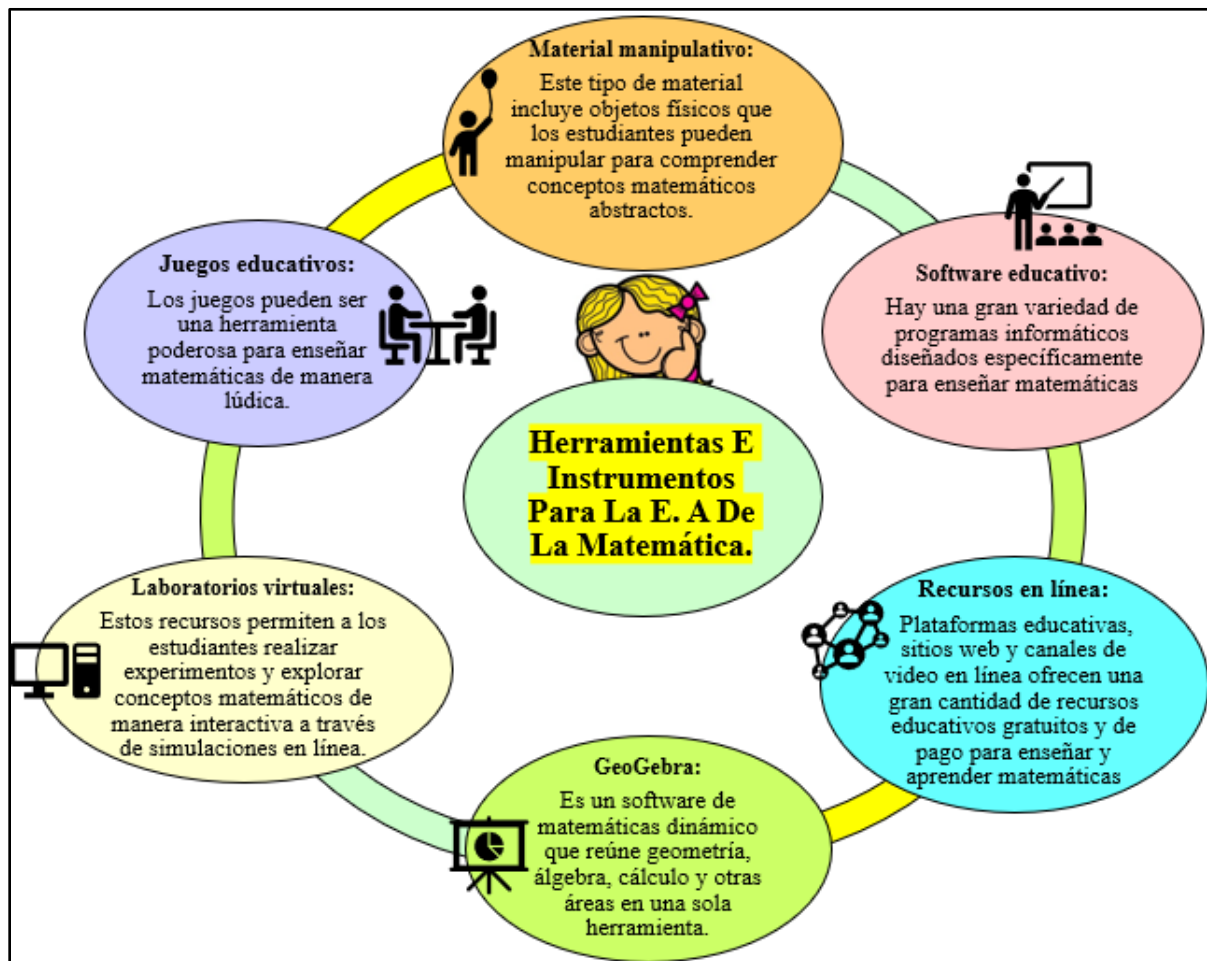 Material manipulativo:
Este tipo de material
incluye objetos físicos que
los estudiantes pueden
manipular para comprender
conceptos matemáticos
abstractos.
Software educativo:
Hay una gran variedad de
programas informáticos
diseñados específicamente
para enseñar matemáticas
Recursos en línea:
Plataformas educativas,
sitios web y canales de
video en línea ofrecen una
gran cantidad de recursos
educativos gratuitos y de
pago para enseñar y
aprender matemáticas
GeoGebra:
Es un software de
matemáticas dinámico
que reúne geometría,
álgebra, cálculo y otras
áreas en una sola
herramienta.
Laboratorios virtuales:
Estos recursos permiten a los
estudiantes realizar
experimentos y explorar
conceptos matemáticos de
manera interactiva a través
de simulaciones en línea.
Juegos educativos:
Los juegos pueden ser
una herramienta
poderosa para enseñar
matemáticas de manera
lúdica.
Herramientas E
Instrumentos
Para La E. A De
La Matemática.